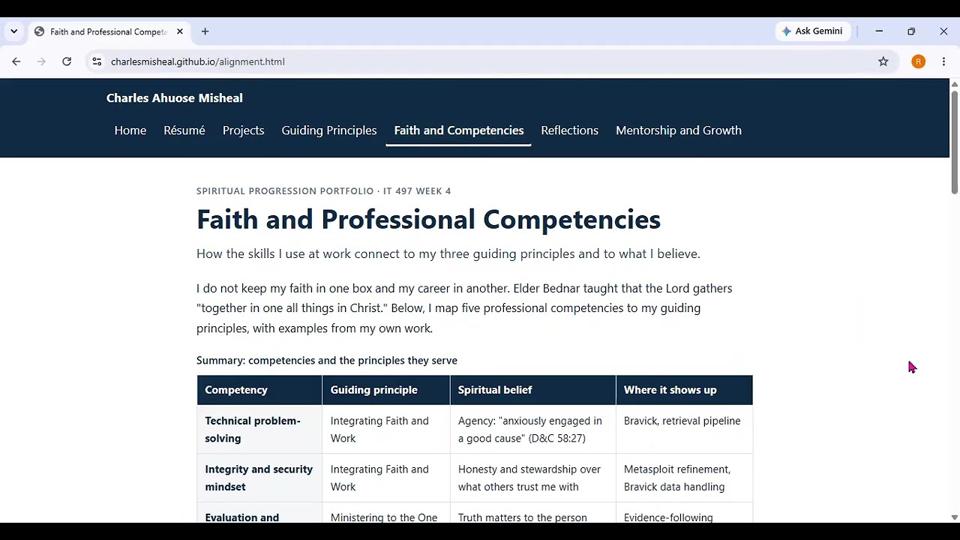 Faith and Professional Compete
Ask Gemini
charlesmisheal.github.io/alignment.html
R
Charles Ahuose Misheal
Home Résumé Projects Guiding Principles Faith and Competencies Reflections Mentorship and Growth
SPIRITUAL PROGRESSION PORTFOLIO · IT 497 WEEK 4
Faith and Professional Competencies
How the skills I use at work connect to my three guiding principles and to what I believe.
I do not keep my faith in one box and my career in another. Elder Bednar taught that the Lord gathers
"together in one all things in Christ." Below, I map five professional competencies to my guiding
principles, with examples from my own work.
Summary: competencies and the principles they serve
Competency Guiding principle Spiritual belief Where it shows up
Technical problem- Integrating Faith and Agency: "anxiously engaged in Bravick, retrieval pipeline
solving Work a good cause" (D&C 58:27)
Integrity and security Integrating Faith and Honesty and stewardship over Metasploit refinement,
mindset Work what others trust me with Bravick data handling
Evaluation and Ministering to the One Truth matters to the person Evidence-following